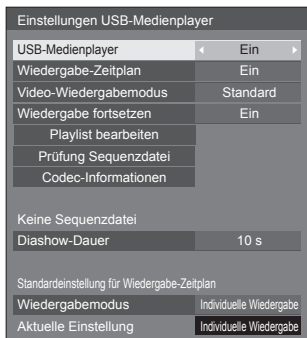 Einstellungen USB-Medienplayer
USB-Medienplayer Ein
Wiedergabe-Zeitplan Ein
Video-Wiedergabemodus Standard
Wiedergabe fortsetzen Ein
Playlist bearbeiten
Prüfung Sequenzdatei
Codec-Informationen
Keine Sequenzdatei
Diashow-Dauer 10 s
Standardeinstellung für Wiedergabe-Zeitplan
Wiedergabemodus Individuelle Wiedergabe
Aktuelle Einstellung Individuelle Wiedergabe